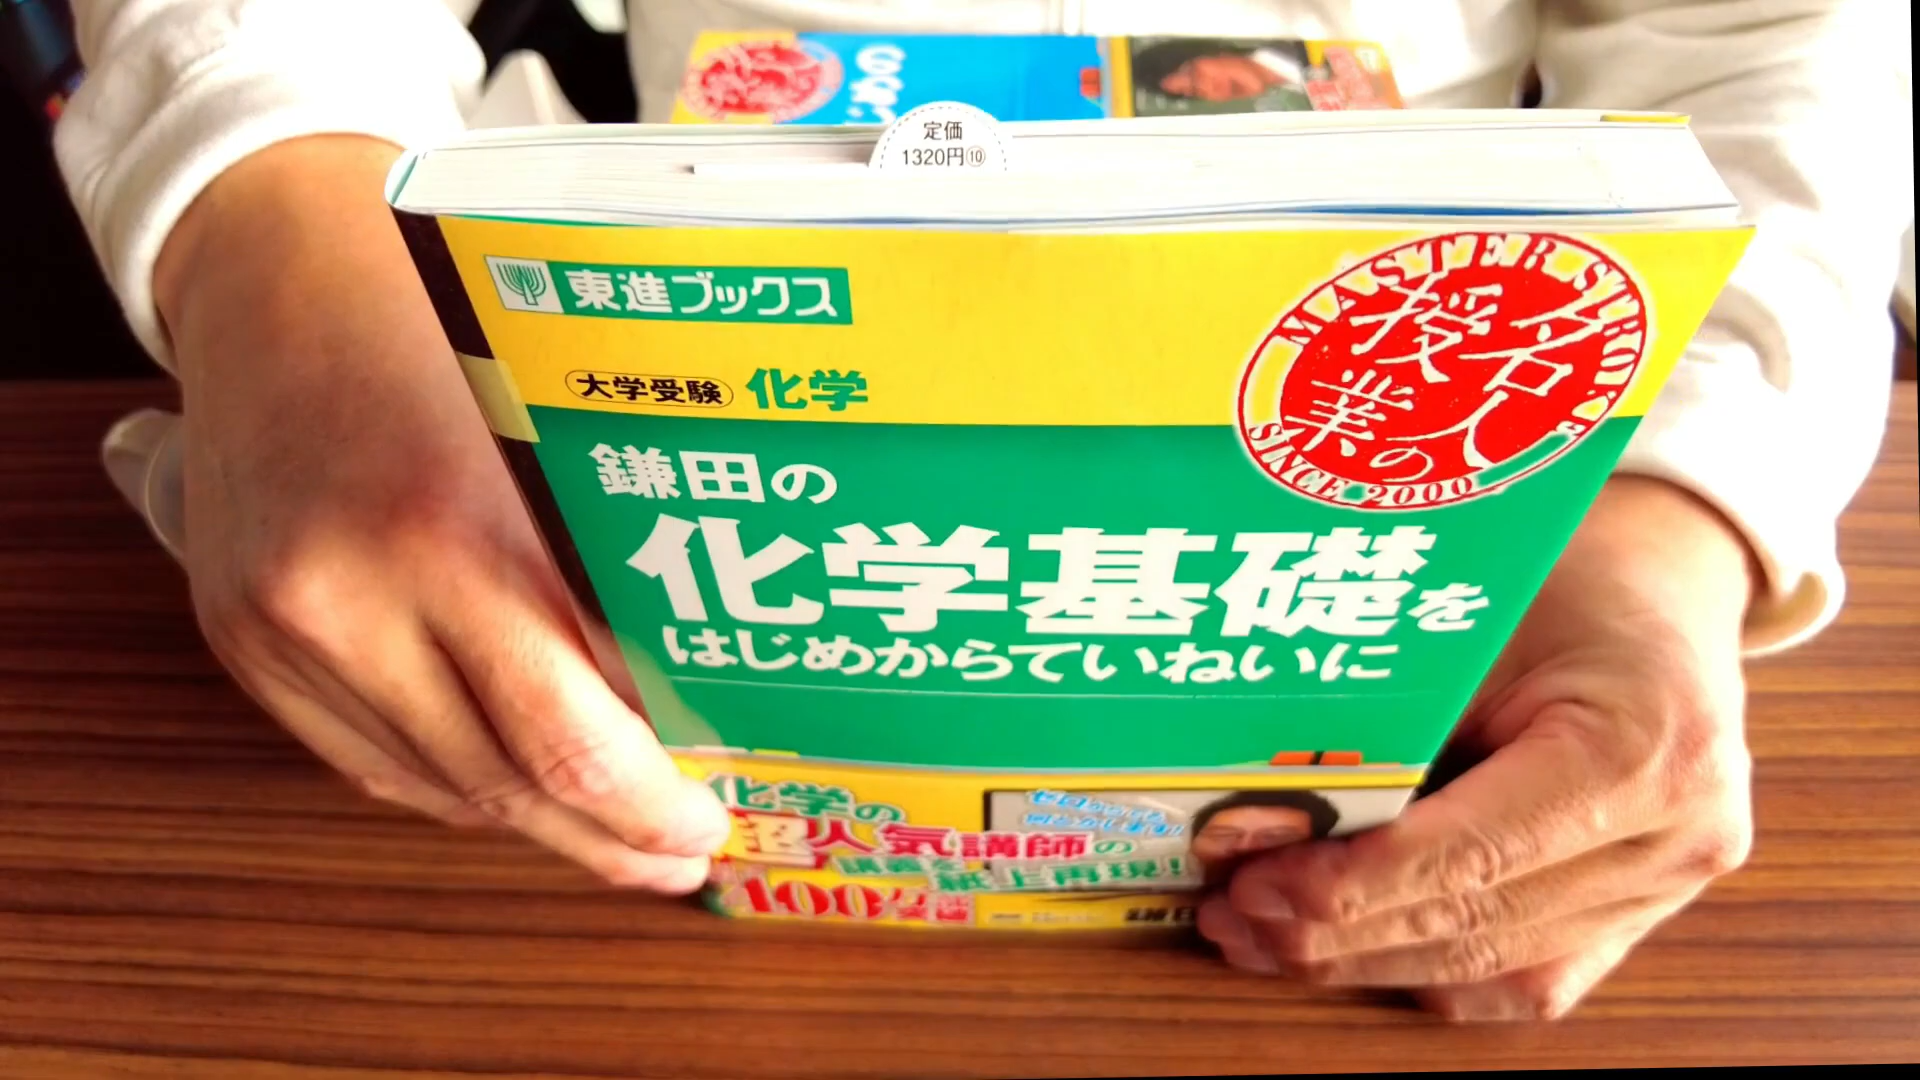 定価
1320円⑩
東進ブックス
大学受験 化学
MASTER STROKE
名人の授業
SINCE 2000
鎌田の
化学基礎を
はじめからていねいに
化学の
超人気講師の
講義を
紙上再現!